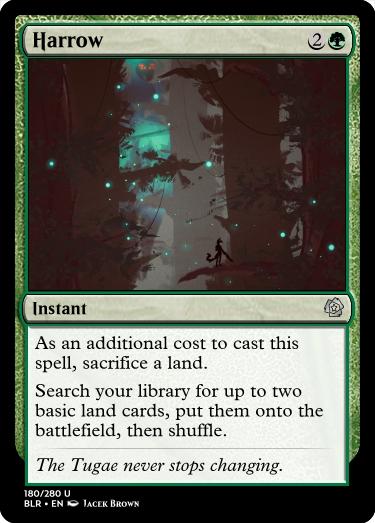 Harrow 2
Instant
As an additional cost to cast this
spell, sacrifice a land.
Search your library for up to two
basic land cards, put them onto the
battlefield, then shuffle.
The Tugae never stops changing.
180/280 U
BLR • EN Jacek Brown